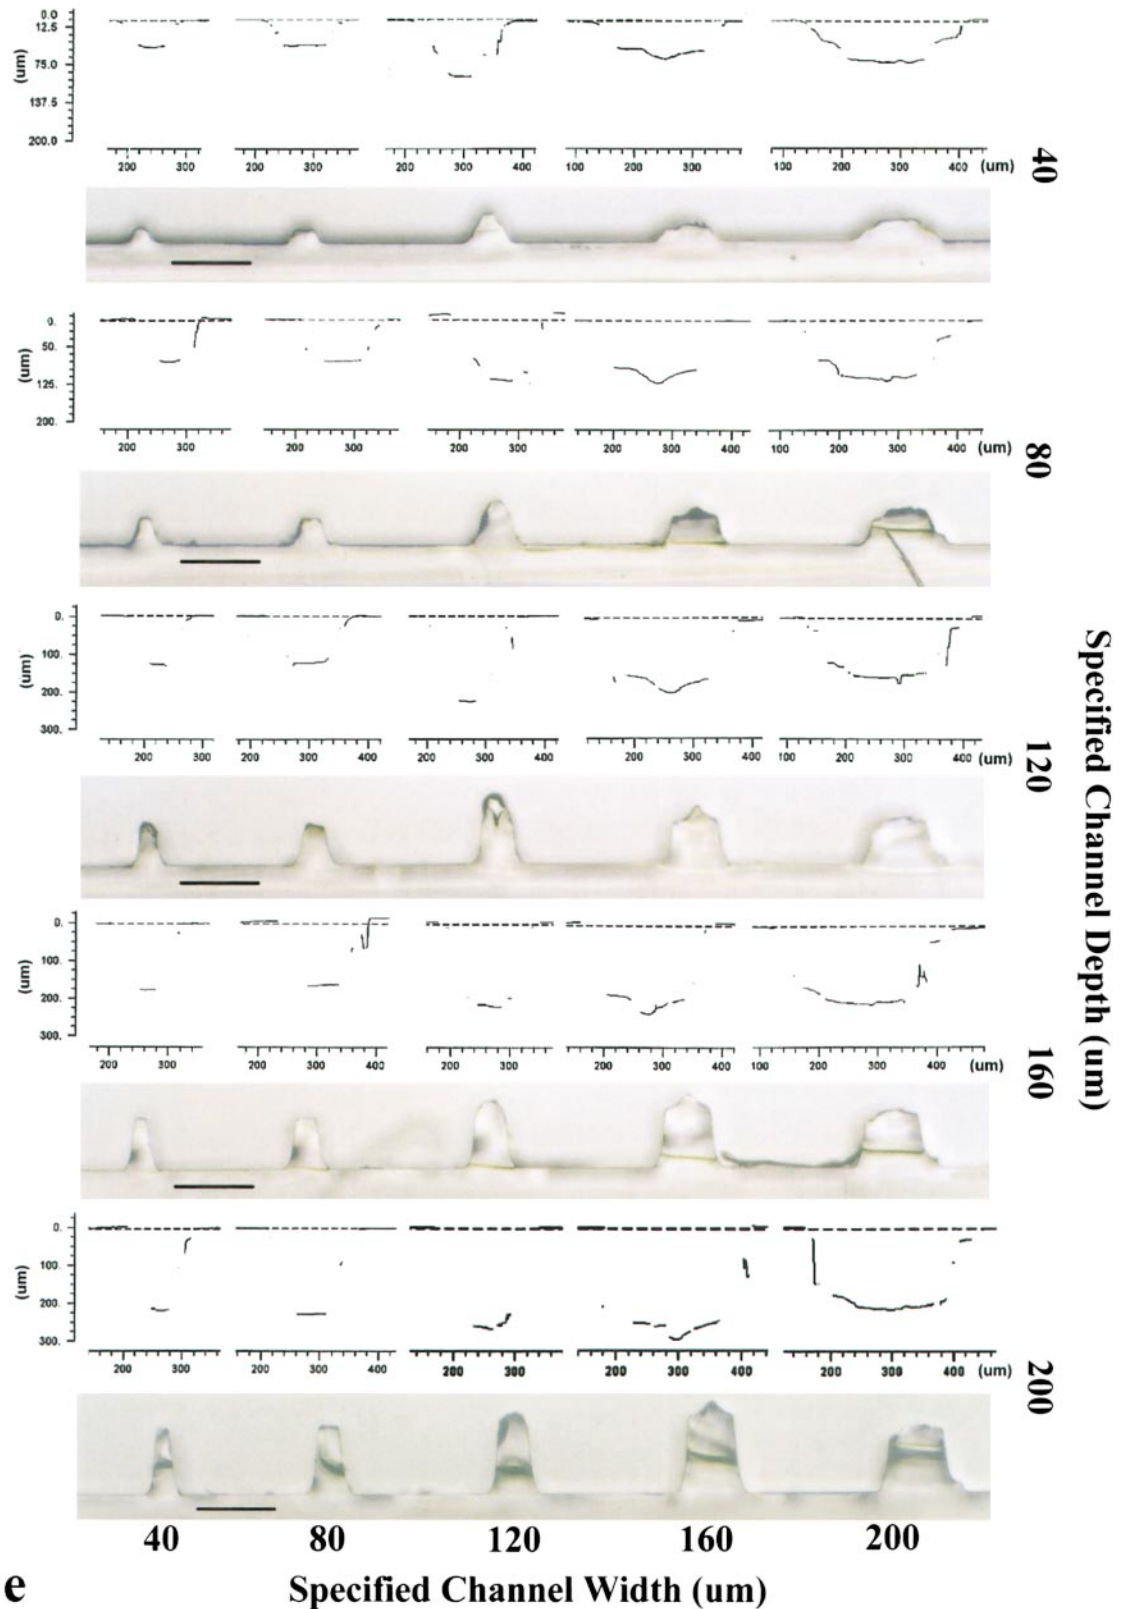 0.0
12.5
75.0
137.5
200.0
(um)
200 300 200 300 200 300 400 100 200 300 100 200 300 400 (um)
40
0.
50.
125.
200.
(um)
200 300 200 300 200 300 200 300 400 100 200 300 400 (um)
80
0.
100.
200.
300.
(um)
200 300 200 300 400 200 300 400 200 300 400 100 200 300 400 (um)
120
0.
100.
200.
300.
(um)
200 300 200 300 400 200 300 200 300 400 100 200 300 400 (um)
160
0.
100.
200.
300.
(um)
200 300 200 300 400 200 300 200 300 400 200 300 400 (um)
200
Specified Channel Depth (um)
40 80 120 160 200
e
Specified Channel Width (um)